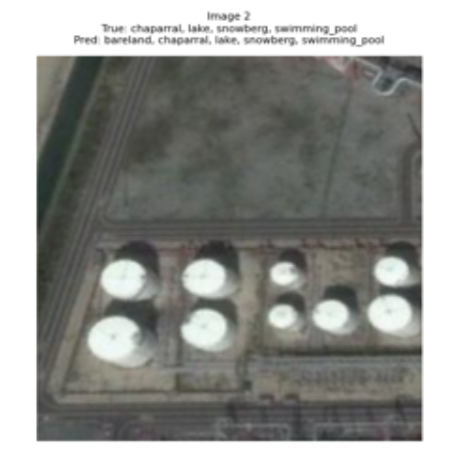 Image 2
True: chaparral, lake, snowberg, swimming_pool
Pred: bareland, chaparral, lake, snowberg, swimming_pool